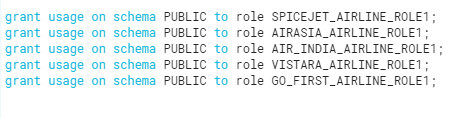 grant usage on schema PUBLIC to role SPICEJET_AIRLINE_ROLE1;
grant usage on schema PUBLIC to role AIRASIA_AIRLINE_ROLE1;
grant usage on schema PUBLIC to role AIR_INDIA_AIRLINE_ROLE1;
grant usage on schema PUBLIC to role VISTARA_AIRLINE_ROLE1;
grant usage on schema PUBLIC to role GO_FIRST_AIRLINE_ROLE1;